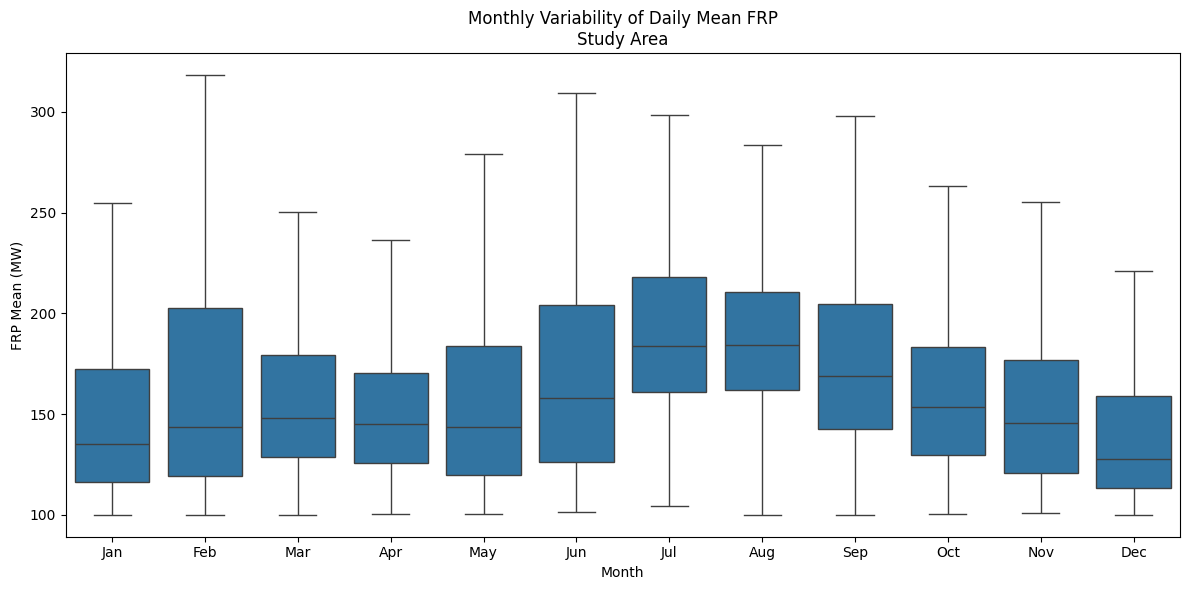 Monthly Variability of Daily Mean FRP
Study Area
FRP Mean (MW)
300
250
200
150
100
Jan Feb Mar Apr May Jun Jul Aug Sep Oct Nov Dec
Month